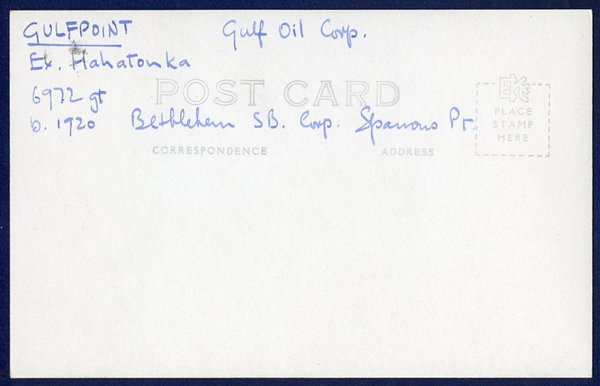 GULFPOINT Gulf Oil Corp.
Ex. Hahatonka
6972 gt
POST CARD
b. 1920 Bethlehem SB. Corp. Sparrows Pt.
CORRESPONDENCE ADDRESS
EKC
PLACE
STAMP
HERE